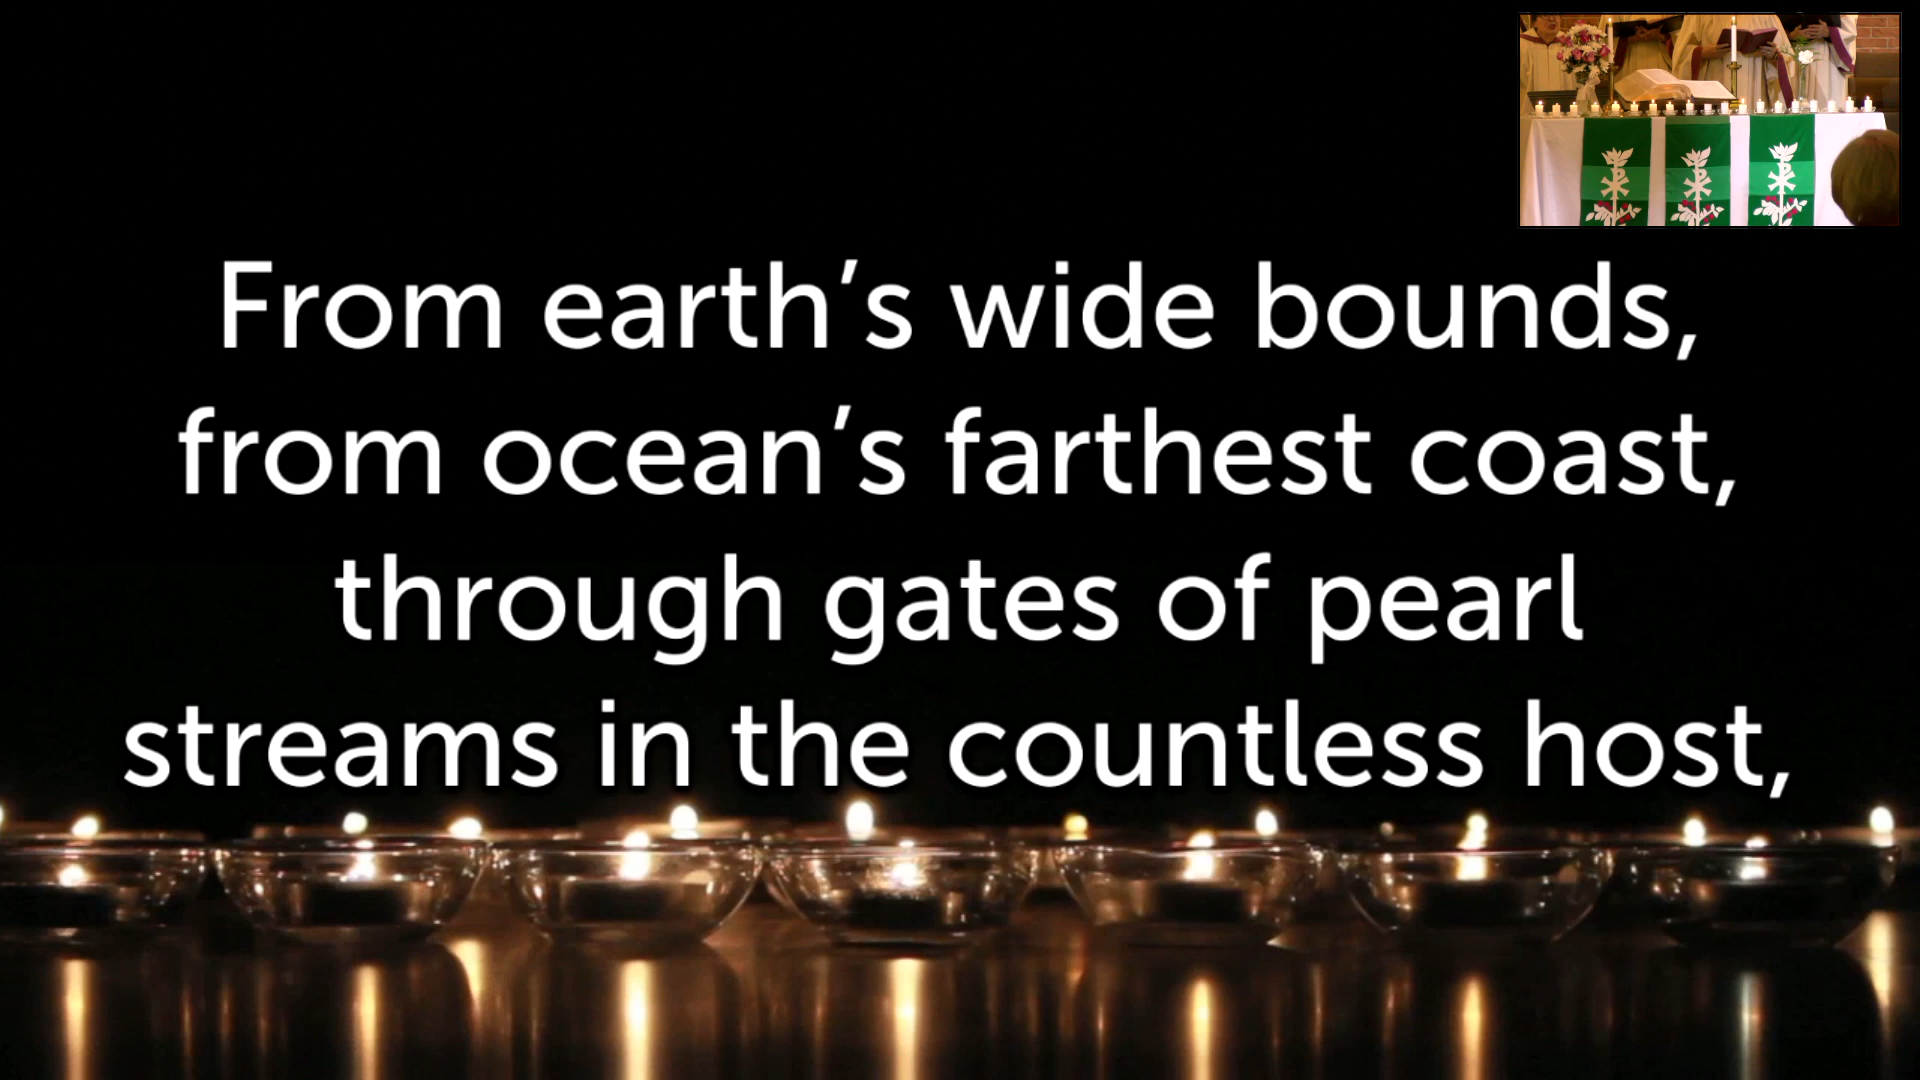 From earth’s wide bounds,
from ocean’s farthest coast,
through gates of pearl
streams in the countless host,